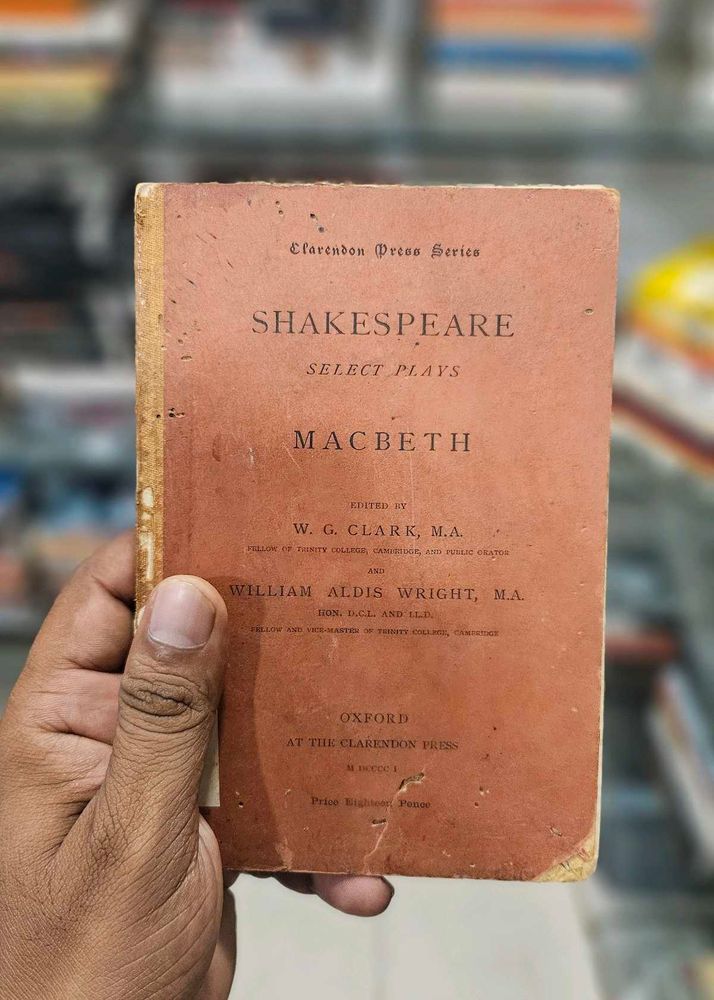 Clarendon Press Series
SHAKESPEARE
SELECT PLAYS
MACBETH
EDITED BY
W. G. CLARK, M.A.
FELLOW OF TRINITY COLLEGE, CAMBRIDGE, AND PUBLIC ORATOR
AND
WILLIAM ALDIS WRIGHT, M.A.
HON. D.C.L. AND LL.D.
FELLOW AND VICE-MASTER OF TRINITY COLLEGE, CAMBRIDGE
OXFORD
AT THE CLARENDON PRESS
M DCCCC I
Price Eighteen Pence